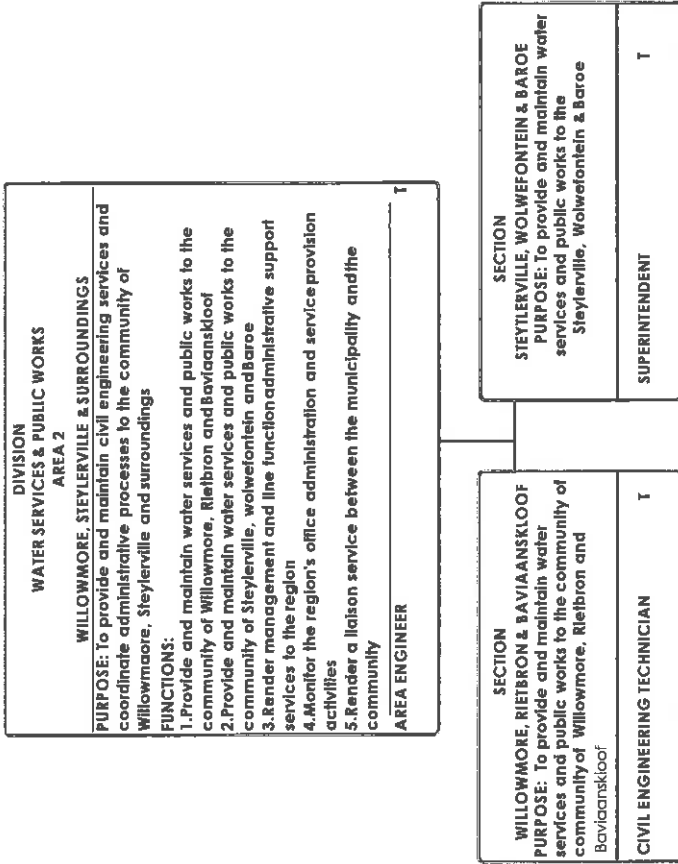 DIVISION
WATER SERVICES & PUBLIC WORKS
AREA 2
WILLOWMORE, STEYLERVILLE & SURROUNDINGS
PURPOSE: To provide and maintain civil engineering services and
coordinate administrative processes to the community of
Willowmaore, Steylerville and surroundings
FUNCTIONS:
1.Provide and maintain water services and public works to the
community of Willowmore, Rietbron and Baviaanskloof
2.Provide and maintain water services and public works to the
community of Steylerville, wolwefontein and Baroe
3.Render management and line function administrative support
services to the region
4.Monitor the region's office administration and service provision
activities
5.Render a liaison service between the municipality and the
community
AREA ENGINEER T
SECTION
WILLOWMORE, RIETBRON & BAVIAANSKLOOF
PURPOSE: To provide and maintain water
services and public works to the community of
community of Willowmore, Rietbron and
Baviaanskloof
CIVIL ENGINEERING TECHNICIAN T
SECTION
STEYTLERVILLE, WOLWEFONTEIN & BAROE
PURPOSE: To provide and maintain water
services and public works to the
Steylerville, Wolwefontein & Baroe
SUPERINTENDENT T